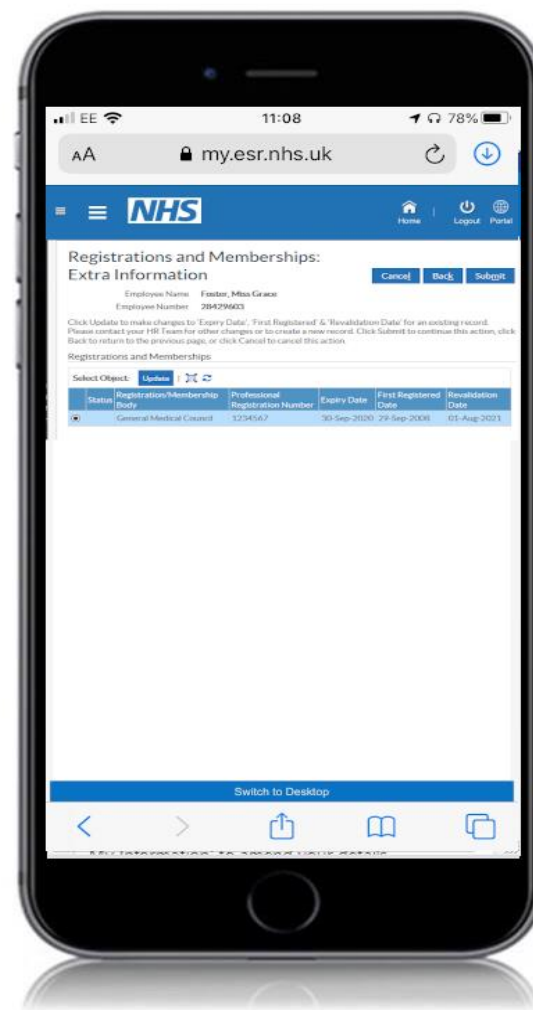 EE 11:08 78%
AA my.esr.nhs.uk
NHS Home Logout Portal
Registrations and Memberships:
Extra Information
Cancel Back Submit
Employee Name Foster, Miss Grace
Employee Number 28429603
Click Update to make changes to 'Expiry Date', 'First Registered' & 'Revalidation Date' for an existing record.
Please contact your HR Team for other changes or to create a new record. Click Submit to continue this action, click
Back to return to the previous page, or click Cancel to cancel this action
Registrations and Memberships
Select Object: Update
Status Registration/Membership Body Professional Registration Number Expiry Date First Registered Date Revalidation Date
General Medical Council 1234567 30-Sep-2020 29-Sep-2008 01-Aug-2021
Switch to Desktop
My Information' to amend your details